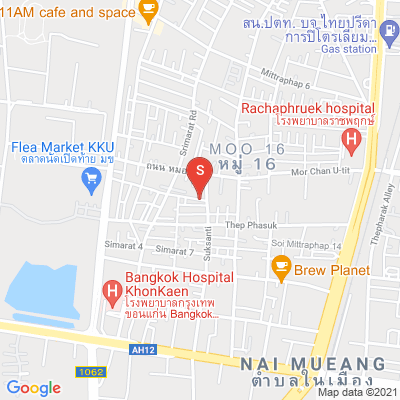 11AM cafe and space
สน.ปตท. บจ.ไทยปรีดา
การปิโตรเลียม...
Gas station
Mittraphap 6
Srimarat Rd
Rachaphruek hospital
โรงพยาบาลราชพฤกษ์
MOO 16
หมู่ 16
Flea Market KKU
ตลาดนัดเปิดท้าย มข
ถนน หมอ
Mor Chan U-tit
S
Thepharak Alley
Thep Phasuk
Suksanti
Simarat 4
Simarat 7
Soi Mittraphap 14
Brew Planet
Bangkok Hospital
KhonKaen
โรงพยาบาลกรุงเทพ
ขอนแก่น Bangkok...
AH12
1062
NAI MUEANG
ตำบลในเมือง
Google
Map data ©2021